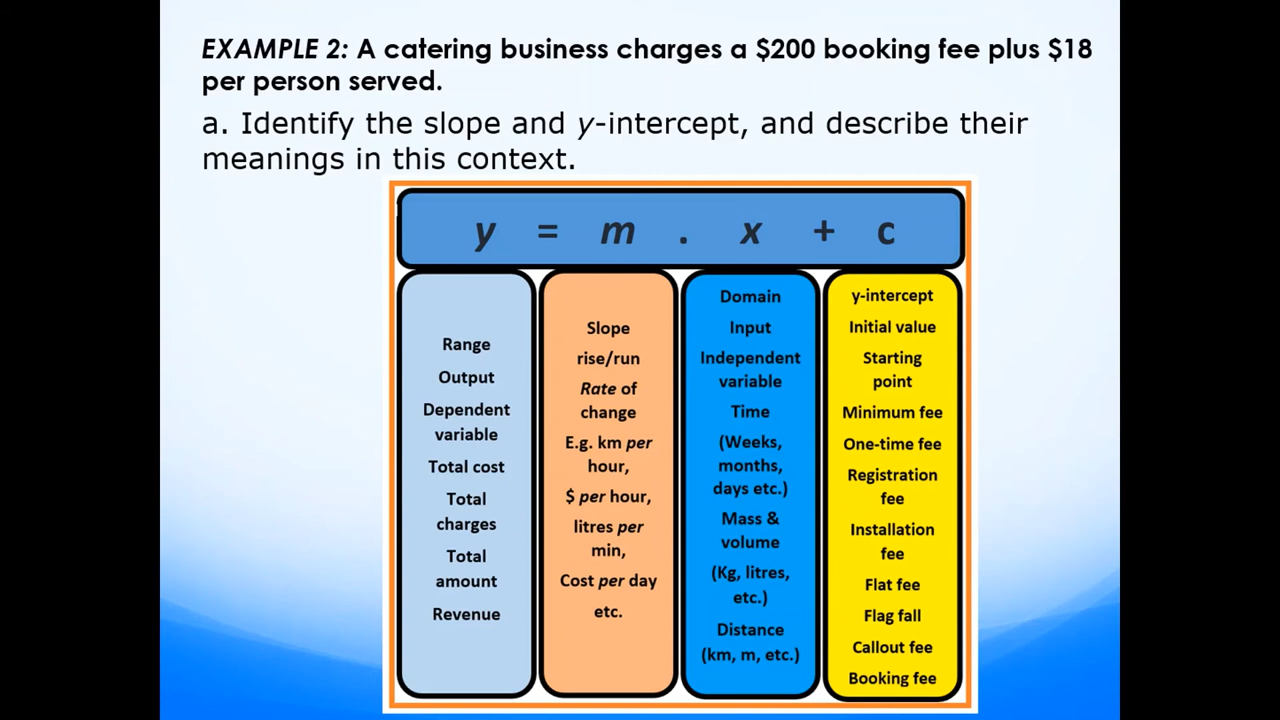 EXAMPLE 2: A catering business charges a $200 booking fee plus $18
per person served.
a. Identify the slope and y-intercept, and describe their
meanings in this context.
y = m . x + c
Range
Output
Dependent
variable
Total cost
Total
charges
Total
amount
Revenue
Slope
rise/run
Rate of
change
E.g. km per
hour,
$ per hour,
litres per
min,
Cost per day
etc.
Domain
Input
Independent
variable
Time
(Weeks,
months,
days etc.)
Mass &
volume
(Kg, litres,
etc.)
Distance
(km, m, etc.)
y-intercept
Initial value
Starting
point
Minimum fee
One-time fee
Registration
fee
Installation
fee
Flat fee
Flag fall
Callout fee
Booking fee